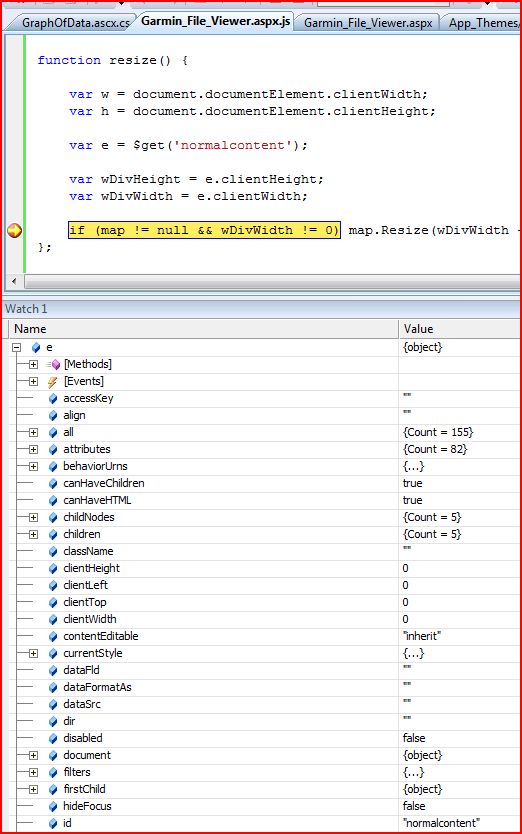 GraphOfData.ascx.cs Garmin_File_Viewer.aspx.js Garmin_File_Viewer.aspx App_Themes/
function resize() {
var w = document.documentElement.clientWidth;
var h = document.documentElement.clientHeight;
var e = $get('normalcontent');
var wDivHeight = e.clientHeight;
var wDivWidth = e.clientWidth;
if (map != null && wDivWidth != 0) map.Resize(wDivWidth -
};
Watch 1
Name Value
e {object}
[Methods]
[Events]
accessKey ""
align ""
all {Count = 155}
attributes {Count = 82}
behaviorUrns {...}
canHaveChildren true
canHaveHTML true
childNodes {Count = 5}
children {Count = 5}
className ""
clientHeight 0
clientLeft 0
clientTop 0
clientWidth 0
contentEditable "inherit"
currentStyle {...}
dataFld ""
dataFormatAs ""
dataSrc ""
dir ""
disabled false
document {object}
filters {...}
firstChild {object}
hideFocus false
id "normalcontent"